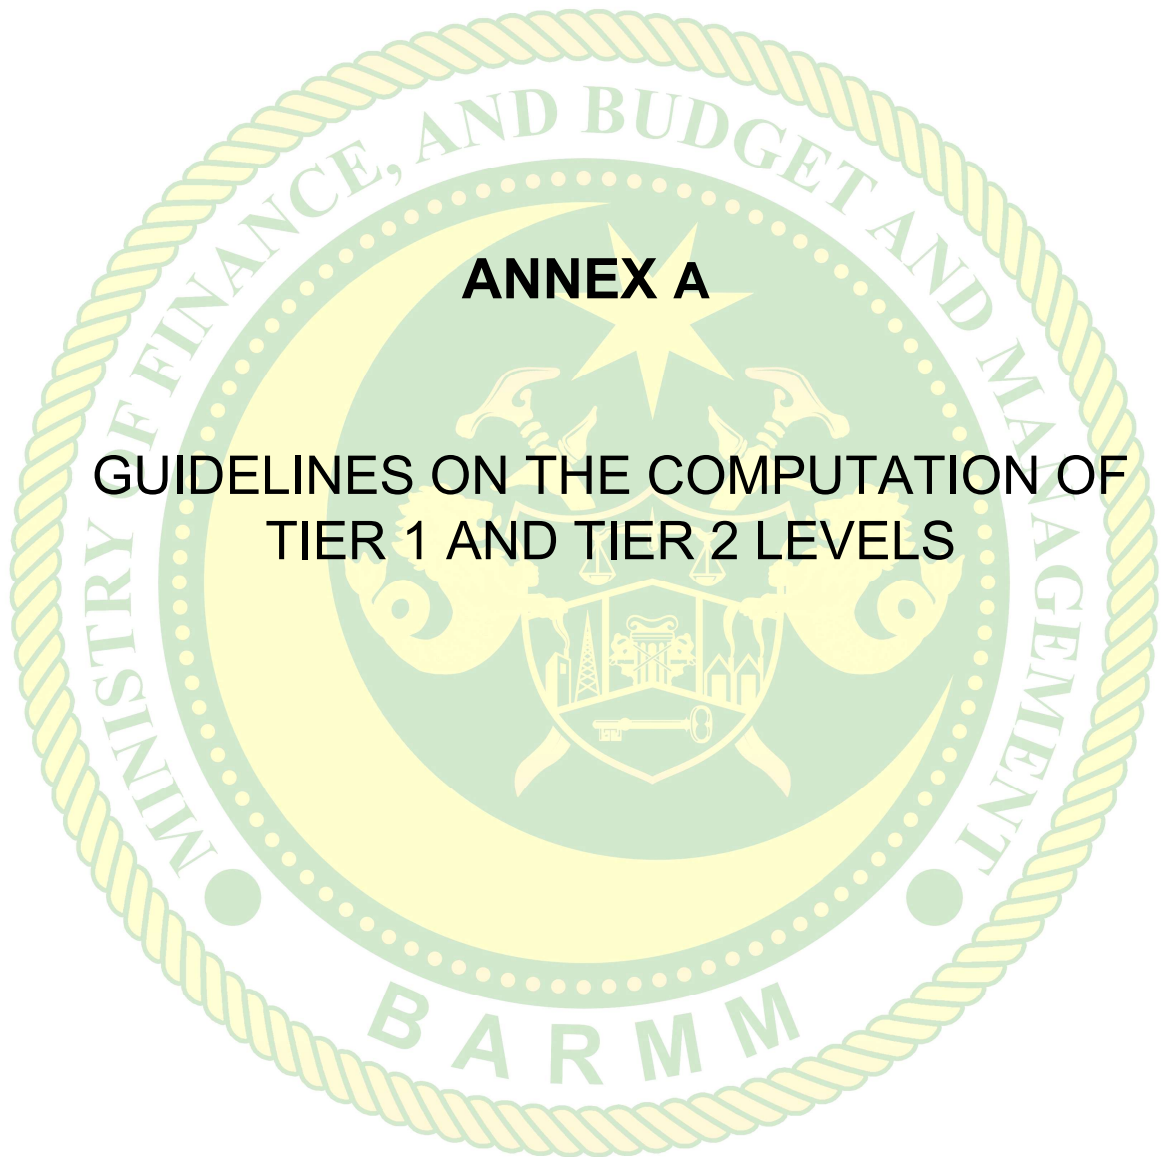 MINISTRY OF FINANCE, AND BUDGET AND MANAGEMENT
ANNEX A
GUIDELINES ON THE COMPUTATION OF
TIER 1 AND TIER 2 LEVELS
BARMM